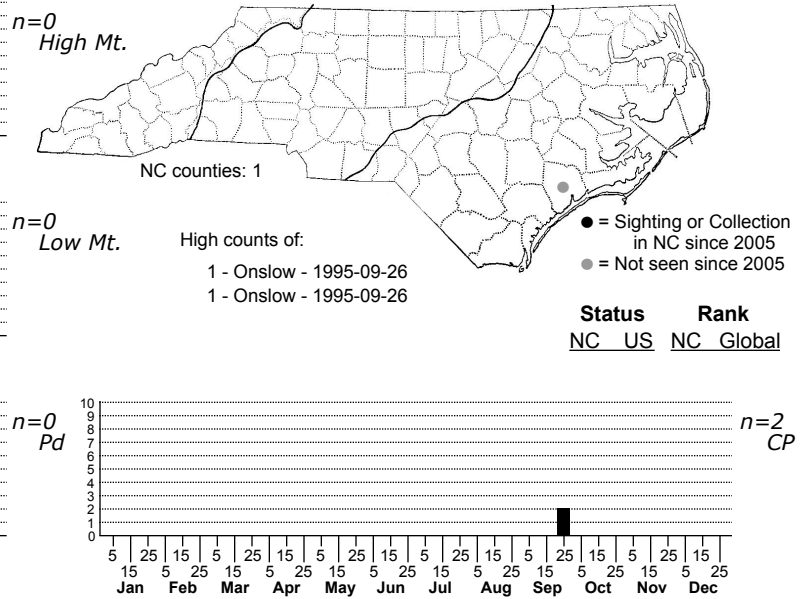 n=0
High Mt.
NC counties: 1
n=0
Low Mt.
High counts of:
1 - Onslow - 1995-09-26
1 - Onslow - 1995-09-26
● = Sighting or Collection
in NC since 2005
● = Not seen since 2005
Status Rank
NC US NC Global
n=0
Pd
n=2
CP
10
9
8
7
6
5
4
3
2
1
0
5 25 15 5 25 15 5 25 15 5 25 15 5 25 15 5 25 15
15 5 25 15 5 25 15 5 25 15 5 25 15 5 25 15 5 25
Jan Feb Mar Apr May Jun Jul Aug Sep Oct Nov Dec